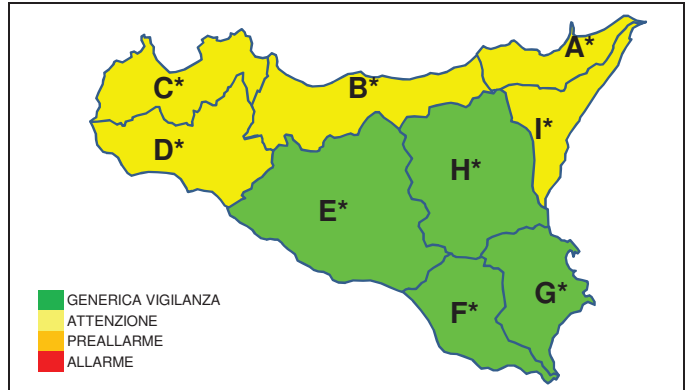 A*
C*
B*
I*
D*
H*
E*
G*
F*
GENERICA VIGILANZA
ATTENZIONE
PREALLARME
ALLARME